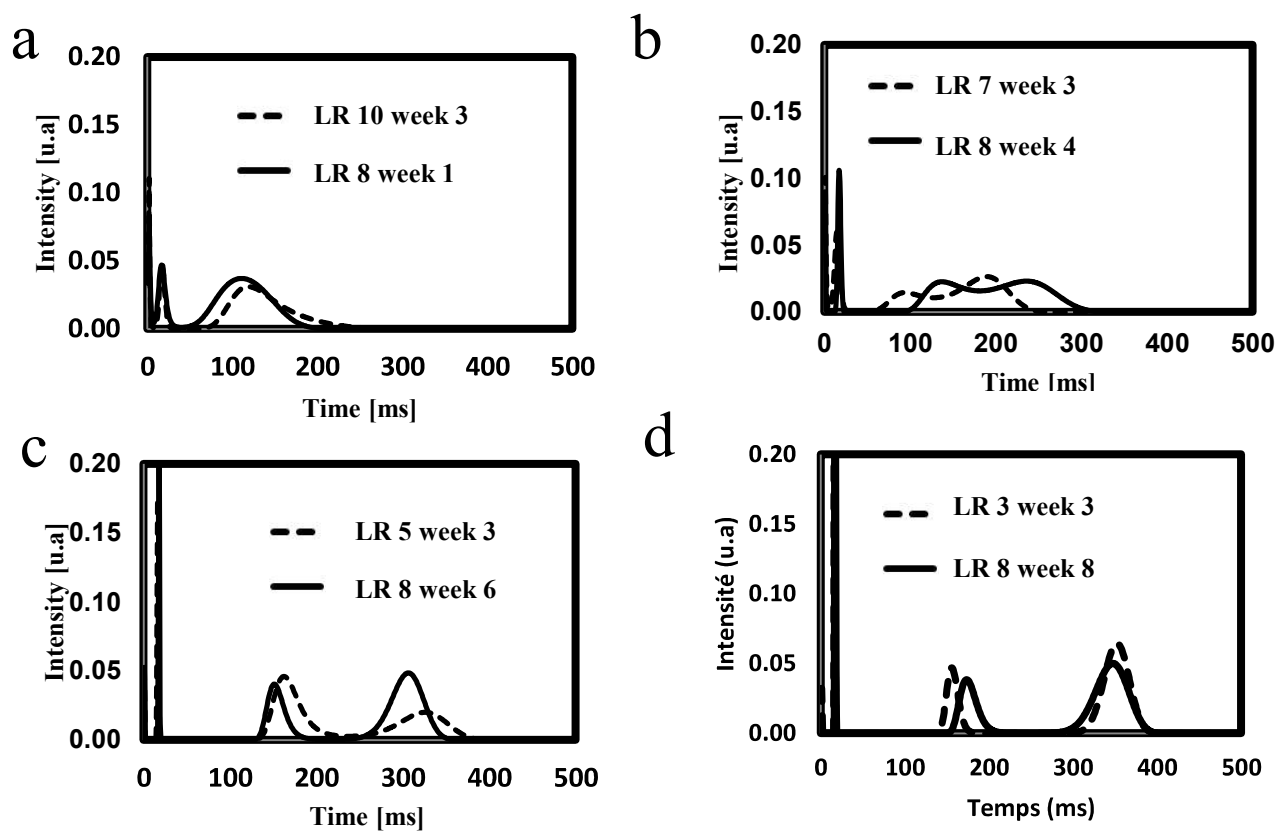 a
0.20
0.15
0.10
0.05
0.00
Intensity [u.a]
LR 10 week 3
LR 8 week 1
0 100 200 300 400 500
Time [ms]
b
0.20
0.15
0.10
0.05
0.00
Intensity [u.a]
LR 7 week 3
LR 8 week 4
0 100 200 300 400 500
Time [ms]
c
0.20
0.15
0.10
0.05
0.00
Intensity [u.a]
LR 5 week 3
LR 8 week 6
0 100 200 300 400 500
Time [ms]
d
0.20
0.15
0.10
0.05
0.00
Intensité (u.a)
LR 3 week 3
LR 8 week 8
0 100 200 300 400 500
Temps (ms)